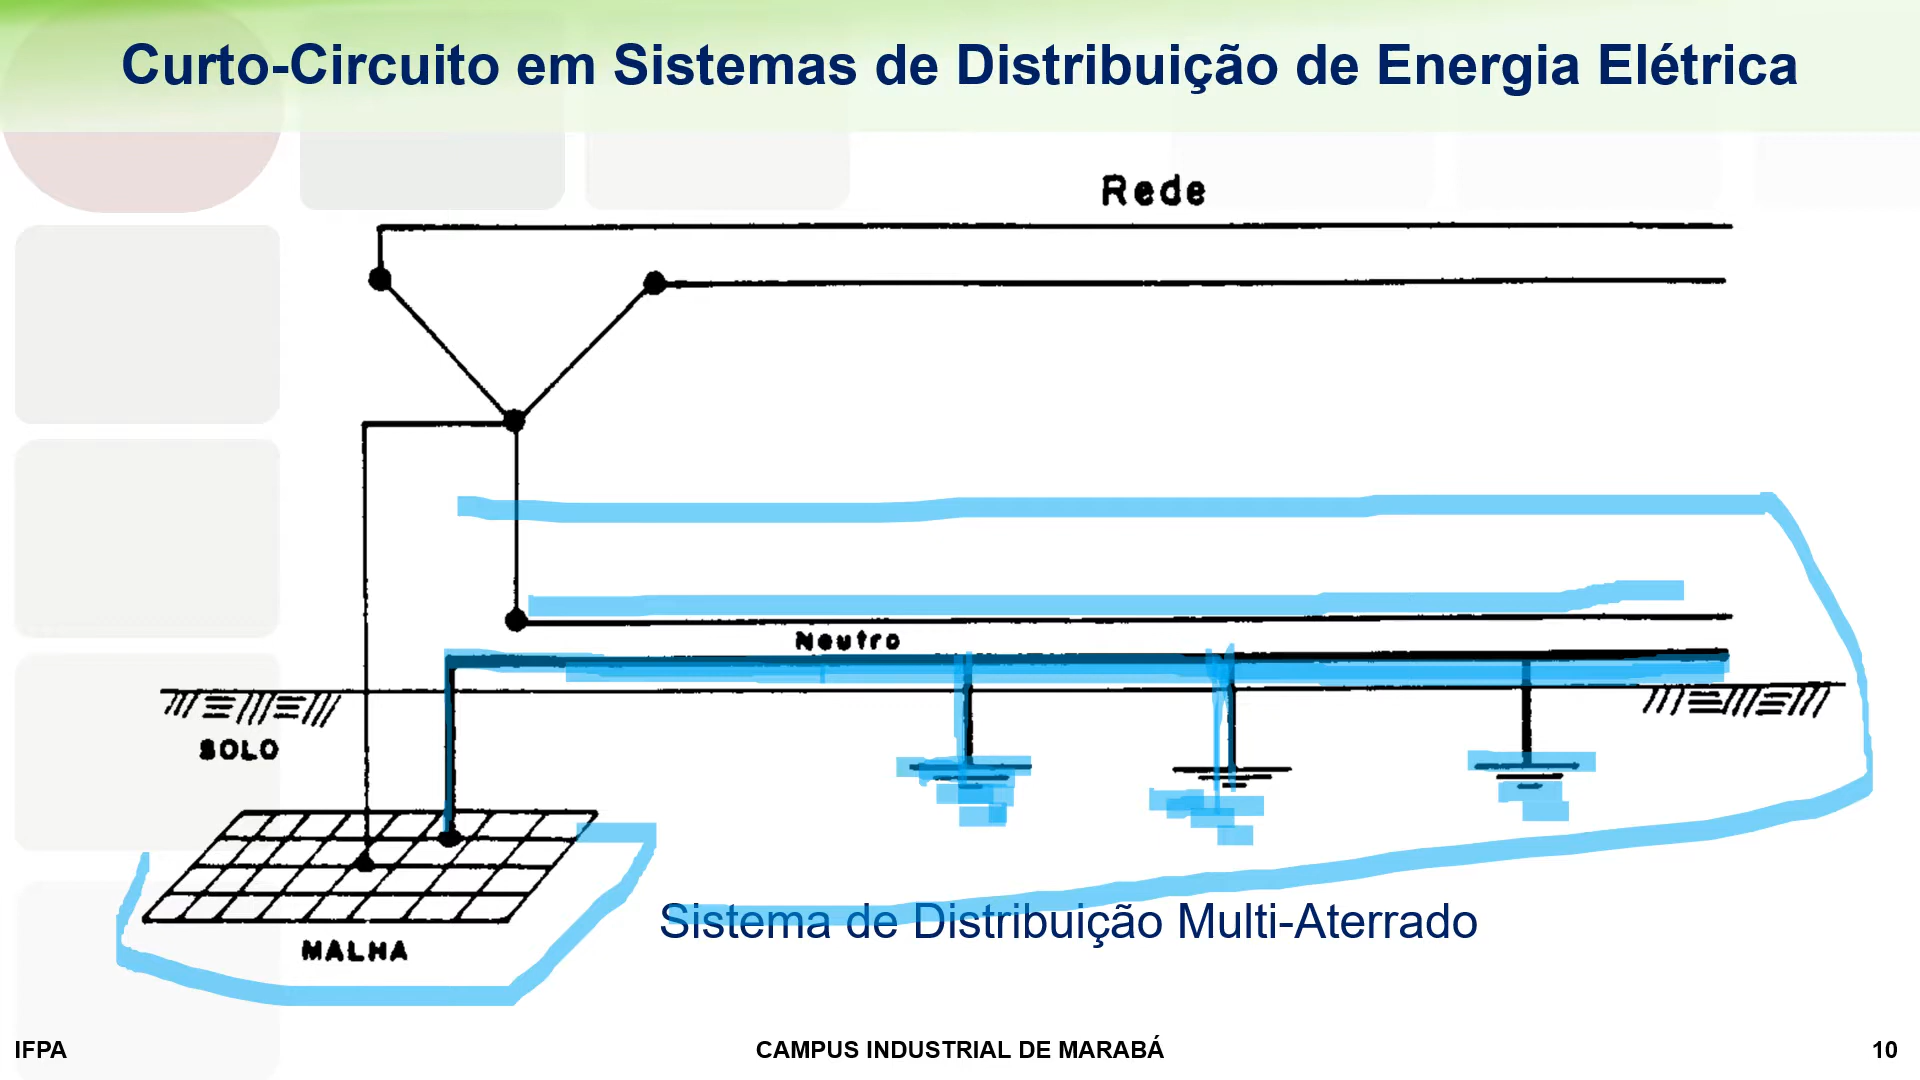 Curto-Circuito em Sistemas de Distribuição de Energia Elétrica
Rede
Neutro
SOLO
MALHA
Sistema de Distribuição Multi-Aterrado
IFPA
CAMPUS INDUSTRIAL DE MARABÁ
10